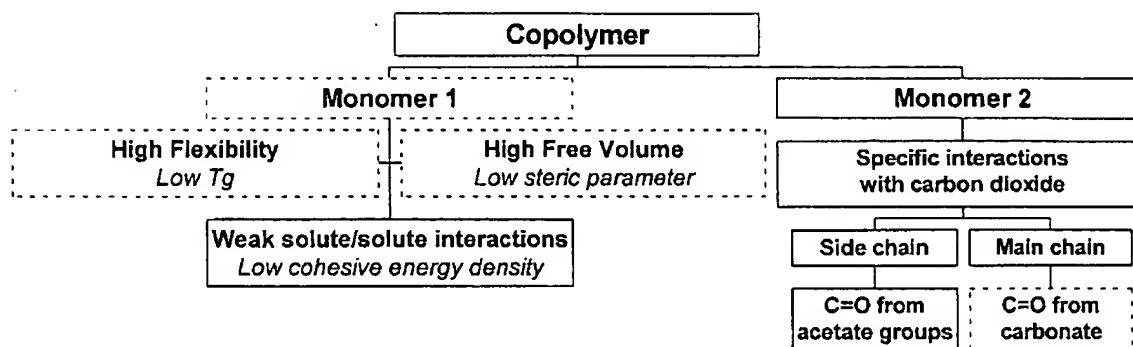 Copolymer
Monomer 1
Monomer 2
High Flexibility
Low Tg
High Free Volume
Low steric parameter
Weak solute/solute interactions
Low cohesive energy density
Specific interactions
with carbon dioxide
Side chain
Main chain
C=O from
acetate groups
C=O from
carbonate